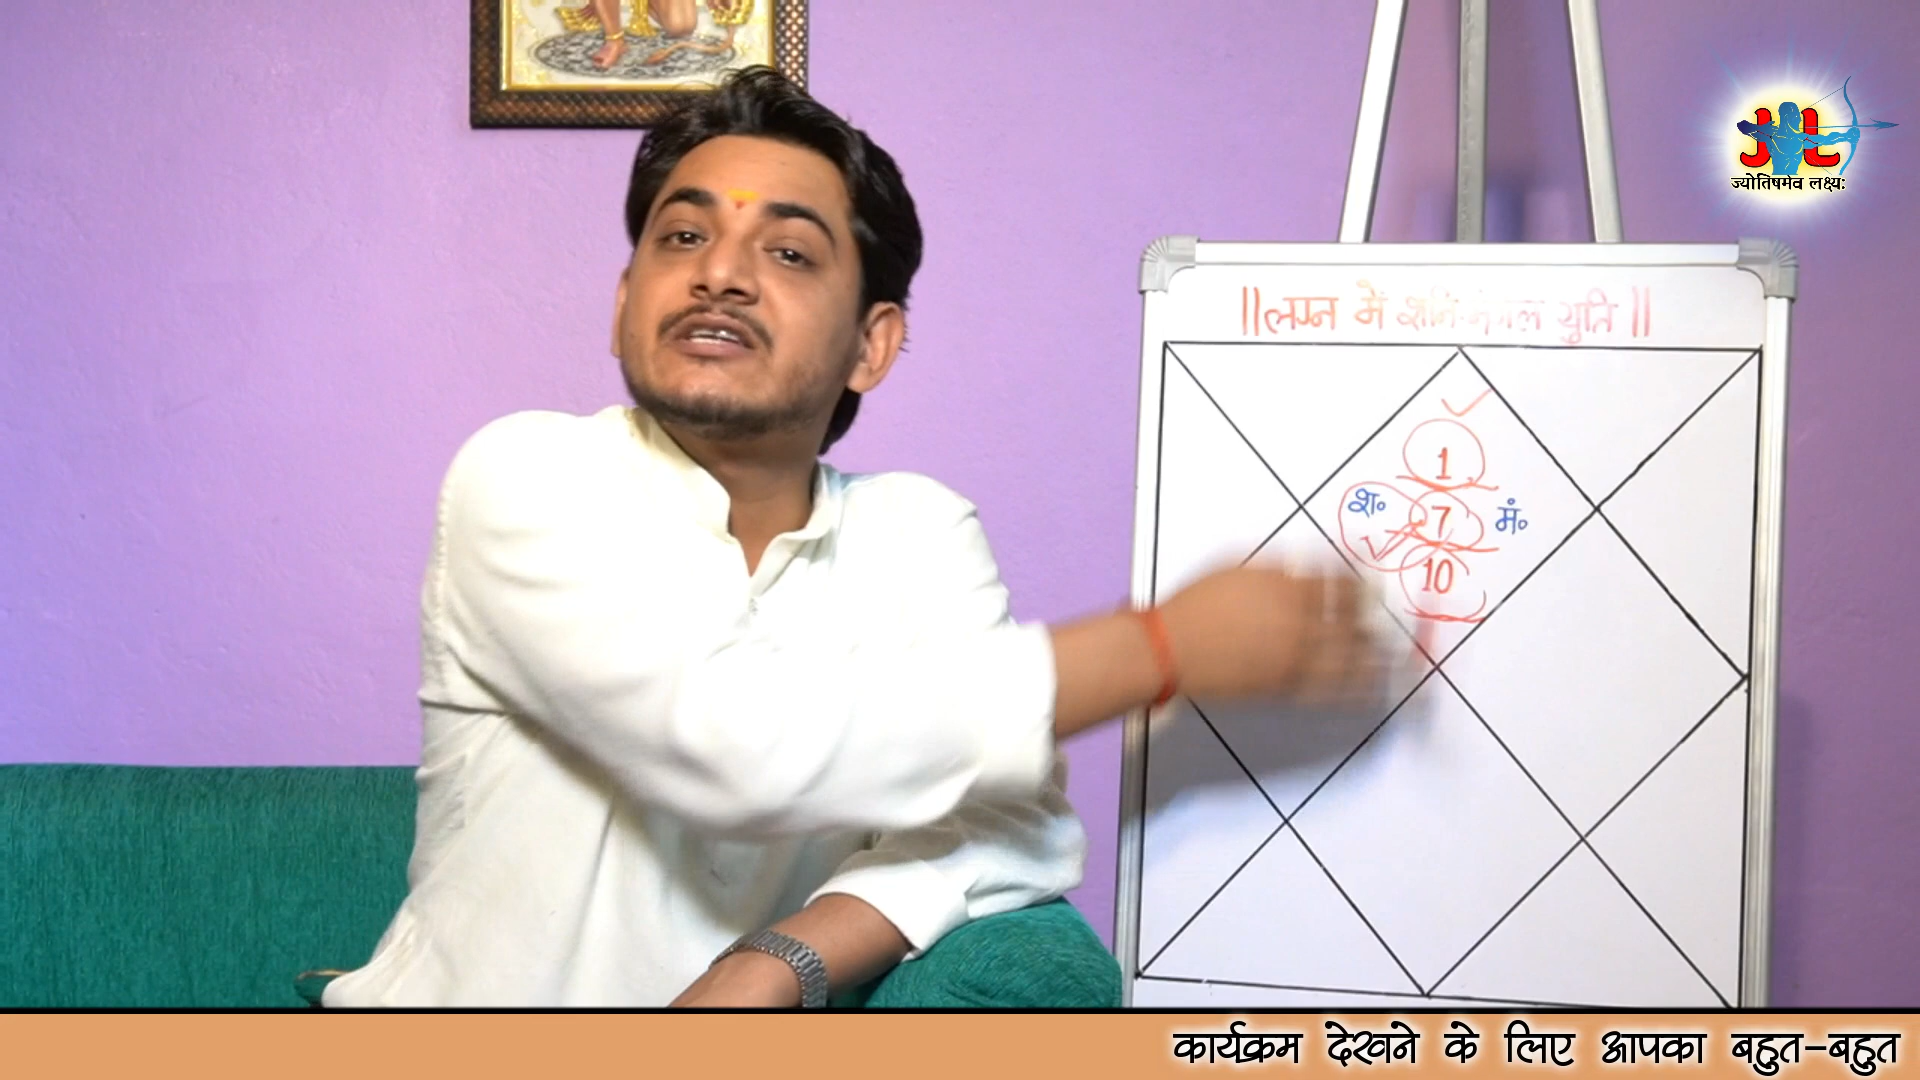 ज्योतिषमेव लक्ष्य:
||लग्न में शनि-मंगल युति||
1
श॰ 7 मं॰
10
कार्यक्रम देखने के लिए आपका बहुत-बहुत